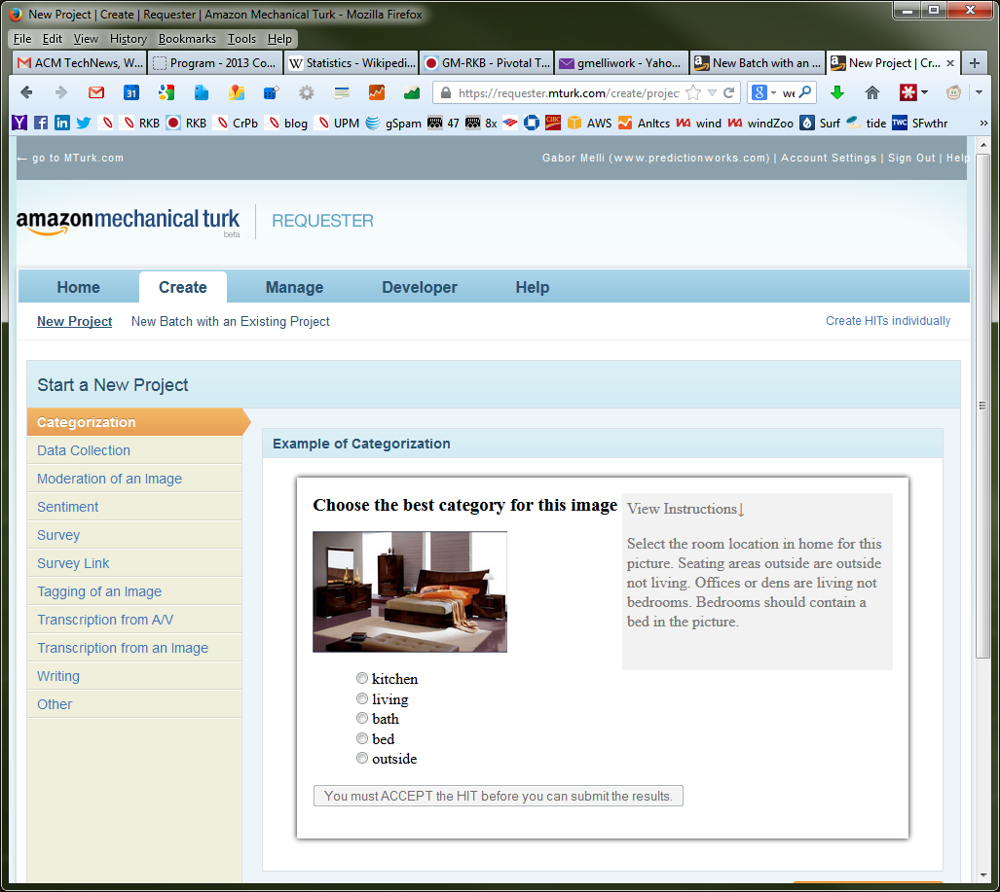 New Project | Create | Requester | Amazon Mechanical Turk - Mozilla Firefox
File Edit View History Bookmarks Tools Help
ACM TechNews, W... Program - 2013 Co... Statistics - Wikipedi... GM-RKB - Pivotal T... gmelliwork - Yaho... New Batch with an ... New Project | Cr...
https://requester.mturk.com/create/projec we
RKB RKB CrPb blog UPM gSpam 47 8x CIBC AWS Anltcs wind windZoo Surf tide TWC SFwthr »
← go to MTurk.com
Gabor Melli (www.predictionworks.com) | Account Settings | Sign Out | Help
amazonmechanical turk
beta
REQUESTER
Home Create Manage Developer Help
New Project New Batch with an Existing Project Create HITs individually
Start a New Project
Categorization
Data Collection
Moderation of an Image
Sentiment
Survey
Survey Link
Tagging of an Image
Transcription from A/V
Transcription from an Image
Writing
Other
Example of Categorization
Choose the best category for this image
View Instructions↓
Select the room location in home for this
picture. Seating areas outside are outside
not living. Offices or dens are living not
bedrooms. Bedrooms should contain a
bed in the picture.
kitchen
living
bath
bed
outside
You must ACCEPT the HIT before you can submit the results.